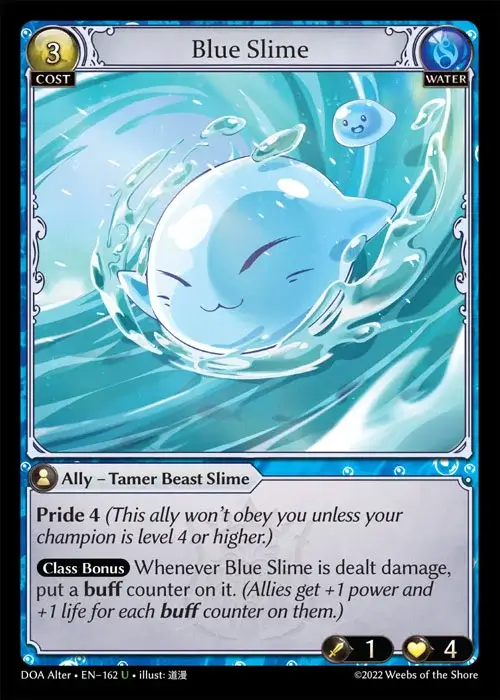 3
Blue Slime
COST
WATER
Ally – Tamer Beast Slime
Pride 4 (This ally won't obey you unless your
champion is level 4 or higher.)
Class Bonus Whenever Blue Slime is dealt damage,
put a buff counter on it. (Allies get +1 power and
+1 life for each buff counter on them.)
1
4
DOA Alter • EN-162 U • illust: 道漫
©2022 Weebs of the Shore